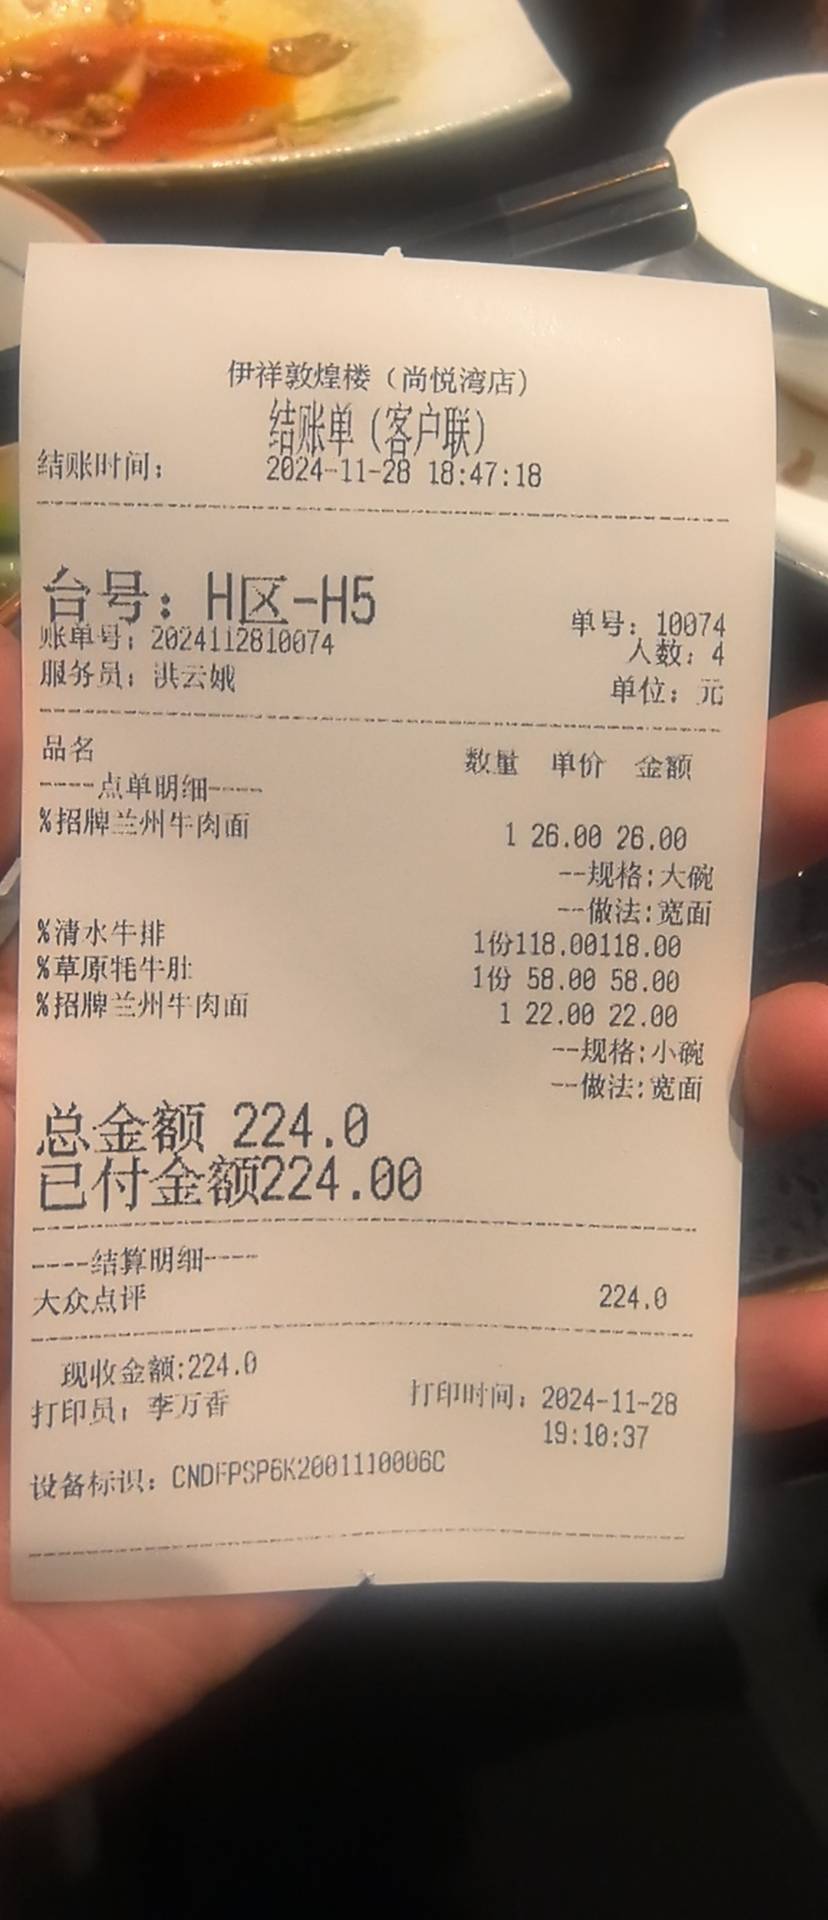 伊祥敦煌楼（尚悦湾店）
结账单（客户联）
结账时间： 2024-11-28 18:47:18
台号：H区-H5
单号：10074
账单号：2024112810074
人数：4
服务员：洪云娥
单位：元
品名 数量 单价 金额
----点单明细----
%招牌兰州牛肉面 1 26.00 26.00
--规格:大碗
--做法:宽面
%清水牛排 1份118.00118.00
%草原牦牛肚 1份 58.00 58.00
%招牌兰州牛肉面 1 22.00 22.00
--规格:小碗
--做法:宽面
总金额 224.0
已付金额224.00
----结算明细----
大众点评 224.0
现收金额:224.0
打印员：李万香 打印时间：2024-11-28
19:10:37
设备标识：CNDFPSP6K2001110006C